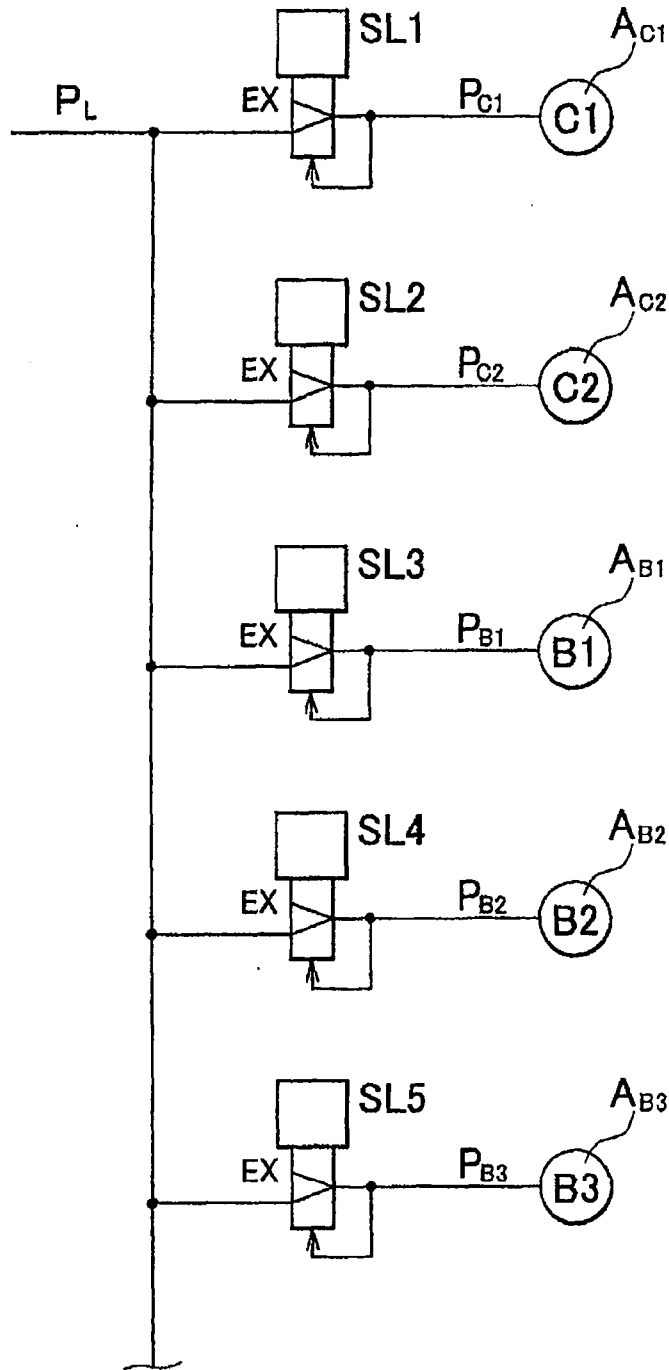 SL1
A_C1
P_L
EX
P_C1
C1
SL2
A_C2
EX
P_C2
C2
SL3
A_B1
EX
P_B1
B1
SL4
A_B2
EX
P_B2
B2
SL5
A_B3
EX
P_B3
B3